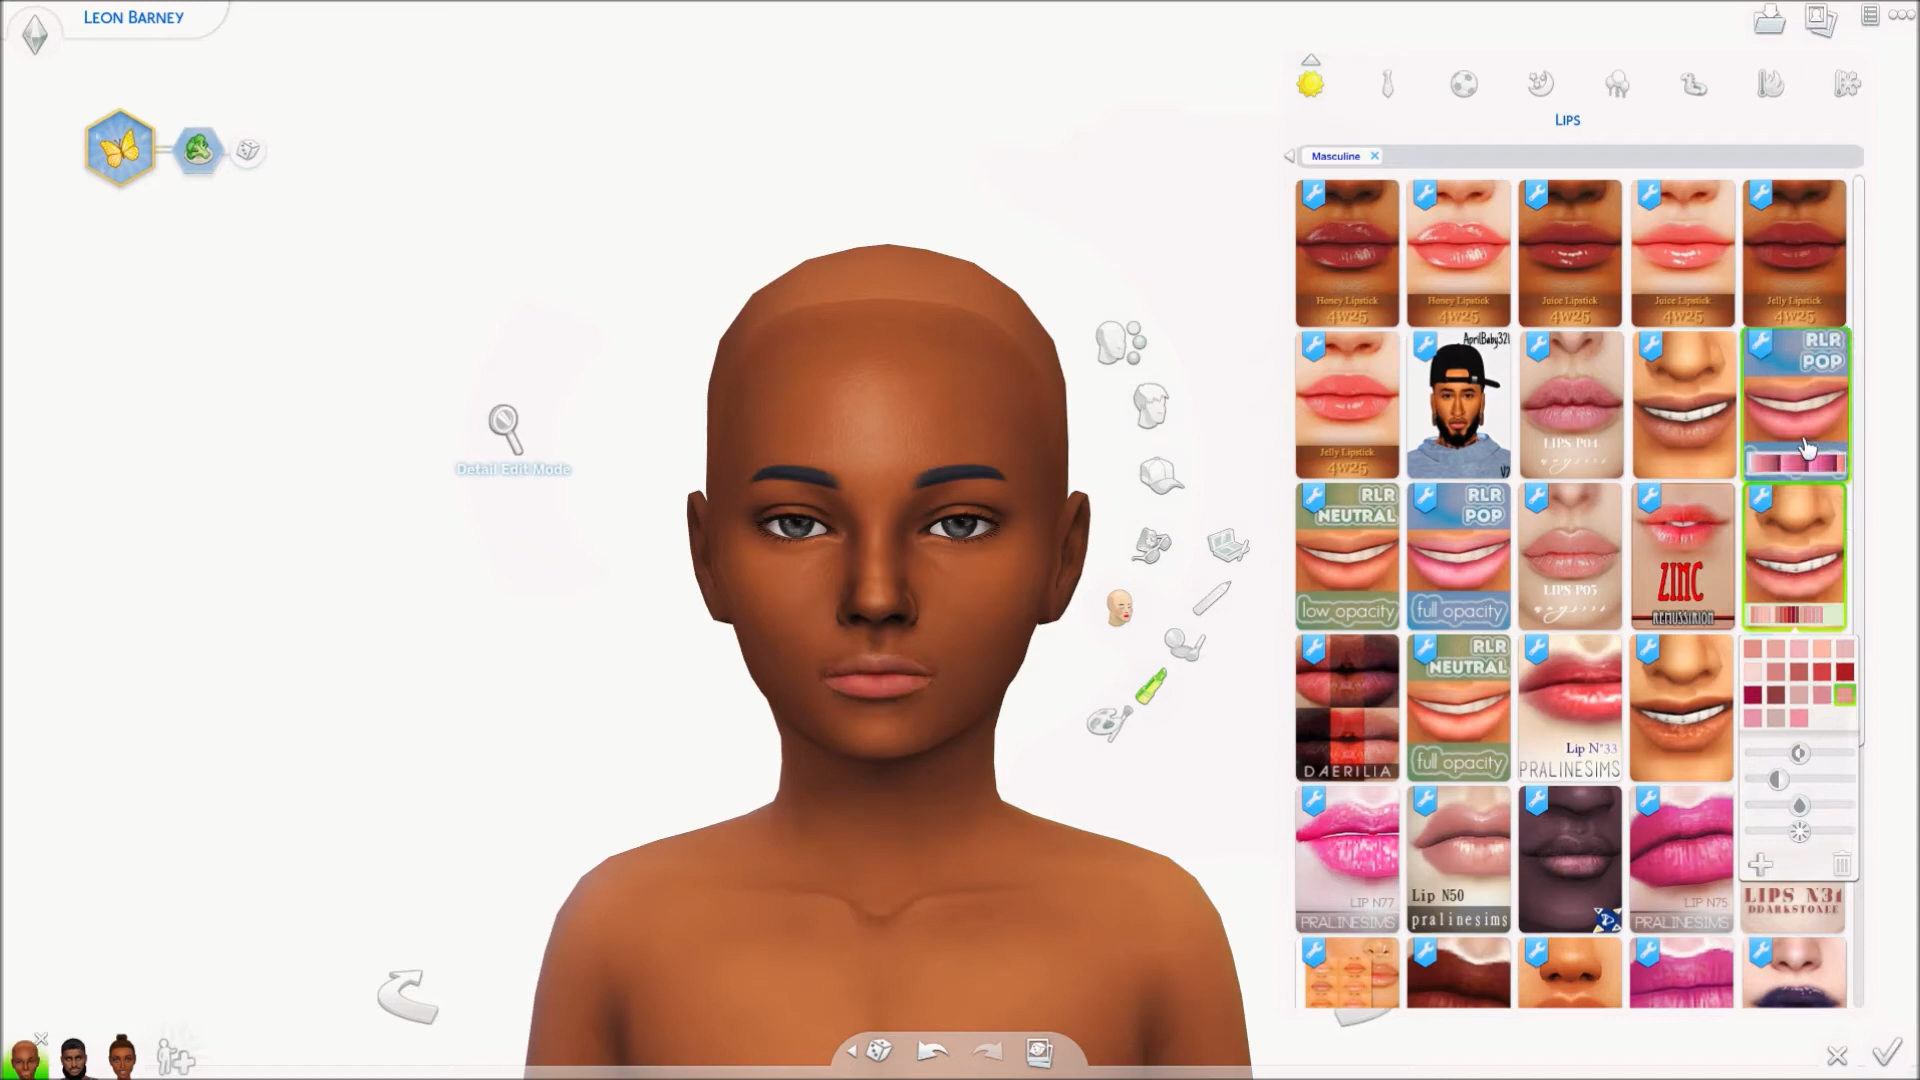 LEON BARNEY
LIPS
Masculine
Honey Lipstick
4W25
Honey Lipstick
4W25
Juice Lipstick
4W25
Juice Lipstick
4W25
Jelly Lipstick
4W25
Jelly Lipstick
4W25
AprilBaby321
LIPS P04
RLR
POP
Detail Edit Mode
RLR
NEUTRAL
low opacity
RLR
POP
full opacity
LIPS P05
ZINC
REMUSSIRION
DAERILIA
RLR
NEUTRAL
full opacity
Lip N°33
PRALINESIMS
LIP N77
PRALINESIMS
Lip N50
pralinesims
LIP N75
PRALINESIMS
LIPS N31
DDARKSTONEE